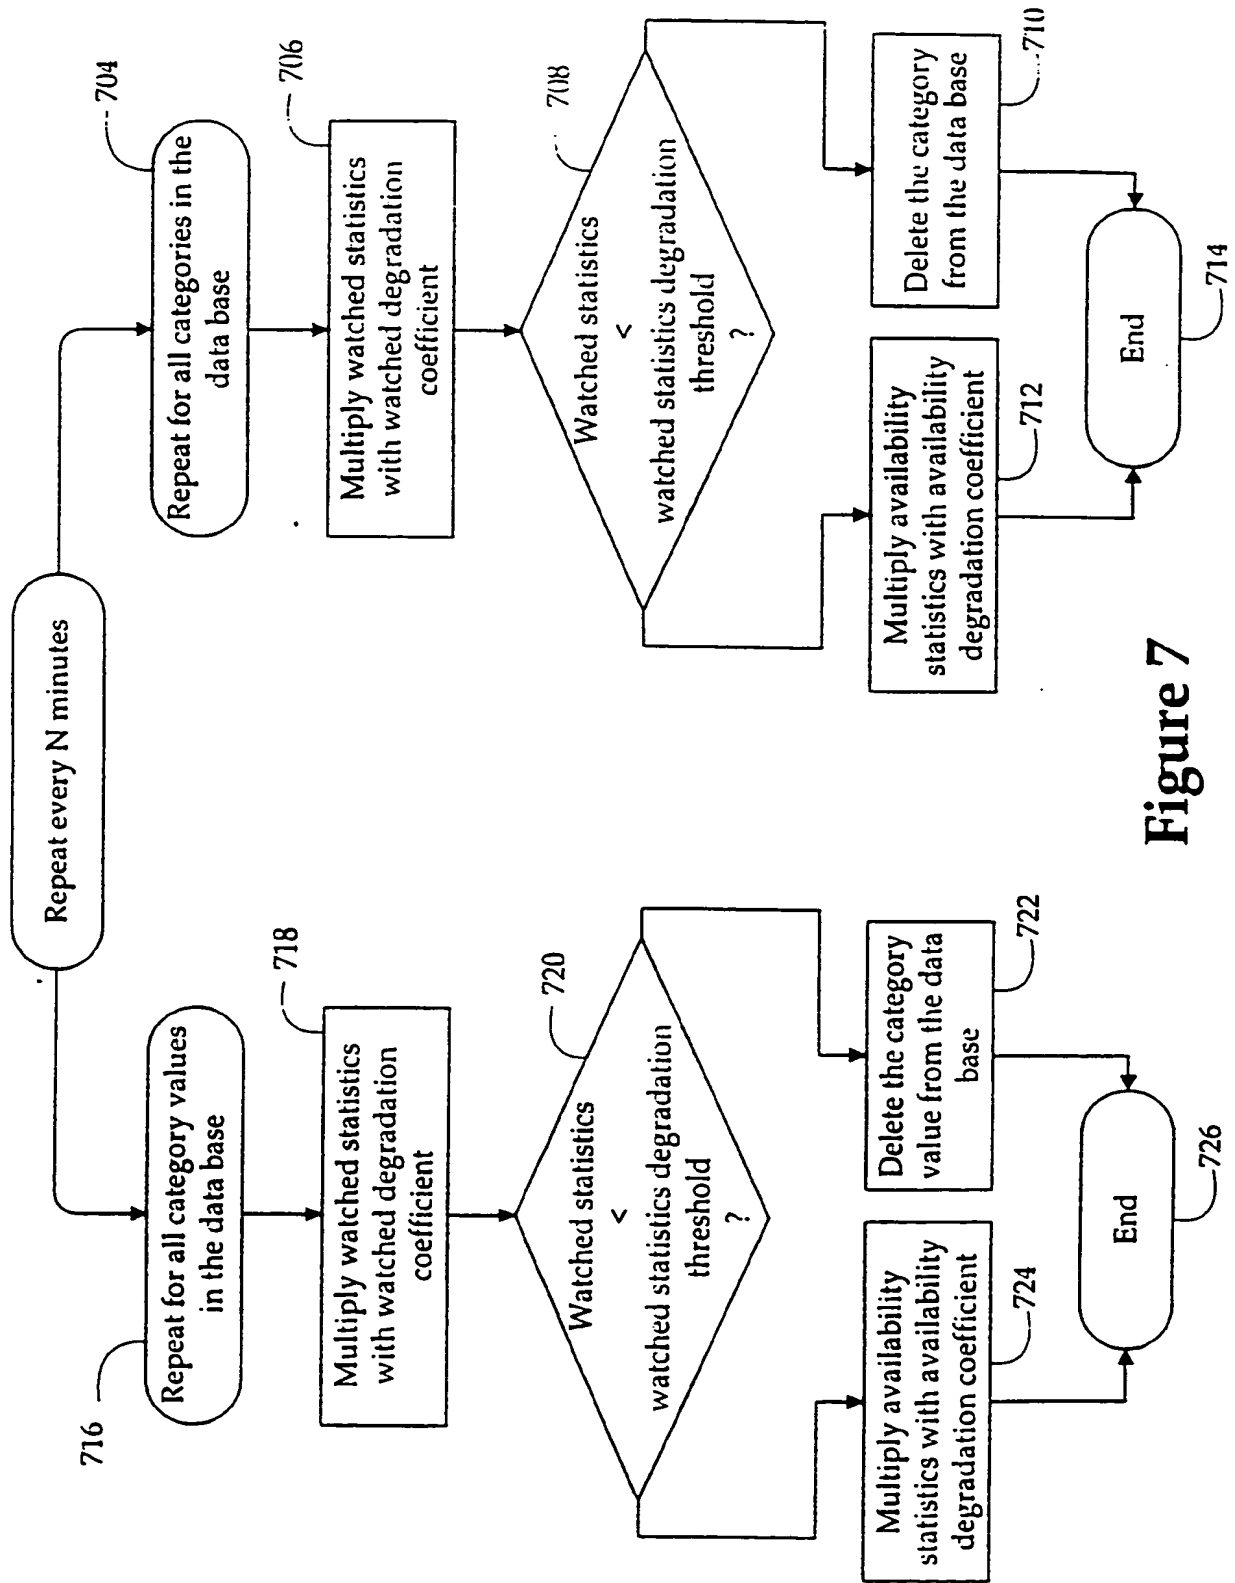 Repeat every N minutes
716
Repeat for all category values
in the data base
718
Multiply watched statistics
with watched degradation
coefficient
720
Watched statistics
<
watched statistics degradation
threshold
?
Multiply availability
statistics with availability
degradation coefficient
724
Delete the category
value from the data
base
722
End
726
704
Repeat for all categories in the
data base
706
Multiply watched statistics
with watched degradation
coefficient
708
Watched statistics
<
watched statistics degradation
threshold
?
Multiply availability
statistics with availability
degradation coefficient
712
Delete the category
from the data base
710
End
714
Figure 7